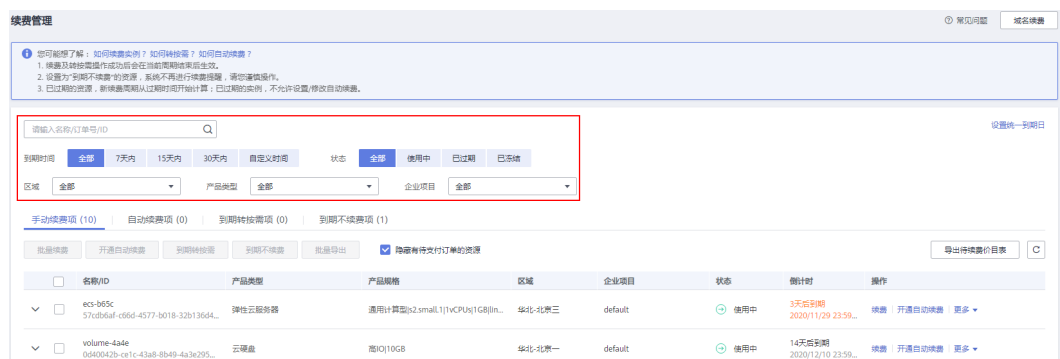 续费管理
常见问题 域名续费
您可能想了解：如何续费实例？ 如何转按需？ 如何自动续费？
1. 续费及转按需操作成功后会在当前周期结束后生效。
2. 设置为"到期不续费"的资源，系统不再进行续费提醒，请您谨慎操作。
3. 已过期的资源，新续费周期从过期时间开始计算；已过期的实例，不允许设置/修改自动续费。
请输入名称/订单号/ID
设置统一到期日
到期时间 全部 7天内 15天内 30天内 自定义时间 状态 全部 使用中 已过期 已冻结
区域 全部 产品类型 全部 企业项目 全部
手动续费项 (10) 自动续费项 (0) 到期转按需项 (0) 到期不续费项 (1)
批量续费 开通自动续费 到期转按需 到期不续费 批量导出 隐藏有待支付订单的资源 导出待续费价目表
名称/ID 产品类型 产品规格 区域 企业项目 状态 倒计时 操作
ecs-b65c 弹性云服务器 通用计算型|s2.small.1|1vCPUs|1GB|lin... 华北-北京三 default 使用中 3天后到期 续费 开通自动续费 更多
57cdb6af-c66d-4577-b018-32b136d4... 2020/11/29 23:59...
volume-4a4e 云硬盘 高IO|10GB 华北-北京一 default 使用中 14天后到期 续费 开通自动续费 更多
0d40042b-ce1c-43a8-8b49-4a3e295... 2020/12/10 23:59...